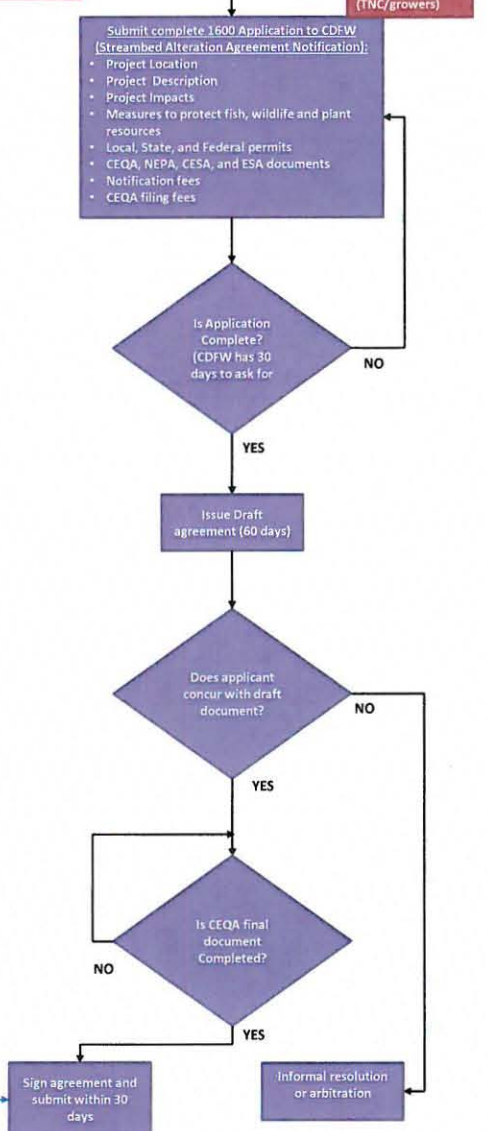 (TNC/growers)
Submit complete 1600 Application to CDFW
(Streambed Alteration Agreement Notification):
• Project Location
• Project Description
• Project Impacts
• Measures to protect fish, wildlife and plant
resources
• Local, State, and Federal permits
• CEQA, NEPA, CESA, and ESA documents
• Notification fees
• CEQA filing fees
Is Application
Complete?
(CDFW has 30
days to ask for
NO
YES
Issue Draft
agreement (60 days)
Does applicant
concur with draft
document?
NO
YES
Is CEQA final
document
Completed?
NO
YES
Sign agreement and
submit within 30
days
Informal resolution
or arbitration